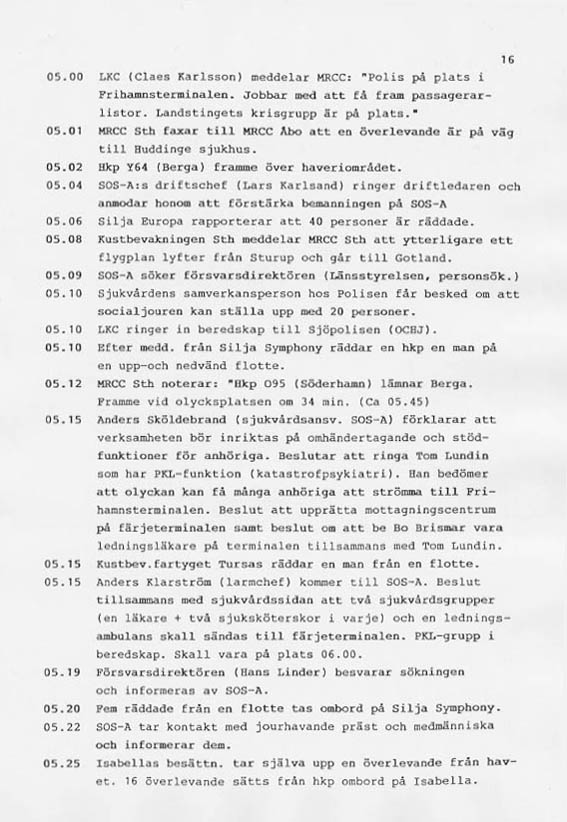 16
05.00 LKC (Claes Karlsson) meddelar MRCC: "Polis på plats i
Frihamnsterminalen. Jobbar med att få fram passagerar-
listor. Landstingets krisgrupp är på plats."
05.01 MRCC Sth faxar till MRCC Åbo att en överlevande är på väg
till Huddinge sjukhus.
05.02 Hkp Y64 (Berga) framme över haveriområdet.
05.04 SOS-A:s driftschef (Lars Karlsand) ringer driftledaren och
anmodar honom att förstärka bemanningen på SOS-A
05.06 Silja Europa rapporterar att 40 personer är räddade.
05.08 Kustbevakningen Sth meddelar MRCC Sth att ytterligare ett
flygplan lyfter från Sturup och går till Gotland.
05.09 SOS-A söker försvarsdirektören (Länsstyrelsen, personsök.)
05.10 Sjukvårdens samverkansperson hos Polisen får besked om att
socialjouren kan ställa upp med 20 personer.
05.10 LKC ringer in beredskap till Sjöpolisen (OCHJ).
05.10 Efter medd. från Silja Symphony räddar en hkp en man på
en upp-och nedvänd flotte.
05.12 MRCC Sth noterar: "Hkp O95 (Söderhamn) lämnar Berga.
Framme vid olycksplatsen om 34 min. (Ca 05.45)
05.15 Anders Sköldebrand (sjukvårdsansv. SOS-A) förklarar att
verksamheten bör inriktas på omhändertagande och stöd-
funktioner för anhöriga. Beslutar att ringa Tom Lundin
som har PKL-funktion (katastrofpsykiatri). Han bedömer
att olyckan kan få många anhöriga att strömma till Fri-
hamnsterminalen. Beslut att upprätta mottagningscentrum
på färjeterminalen samt beslut om att be Bo Brismar vara
ledningsläkare på terminalen tillsammans med Tom Lundin.
05.15 Kustbev.fartyget Tursas räddar en man från en flotte.
05.15 Anders Klarström (larmchef) kommer till SOS-A. Beslut
tillsammans med sjukvårdssidan att två sjukvårdsgrupper
(en läkare + två sjuksköterskor i varje) och en lednings-
ambulans skall sändas till färjeterminalen. PKL-grupp i
beredskap. Skall vara på plats 06.00.
05.19 Försvarsdirektören (Hans Linder) besvarar sökningen
och informeras av SOS-A.
05.20 Fem räddade från en flotte tas ombord på Silja Symphony.
05.22 SOS-A tar kontakt med jourhavande präst och medmänniska
och informerar dem.
05.25 Isabellas besättn. tar själva upp en överlevande från hav-
et. 16 överlevande sätts från hkp ombord på Isabella.